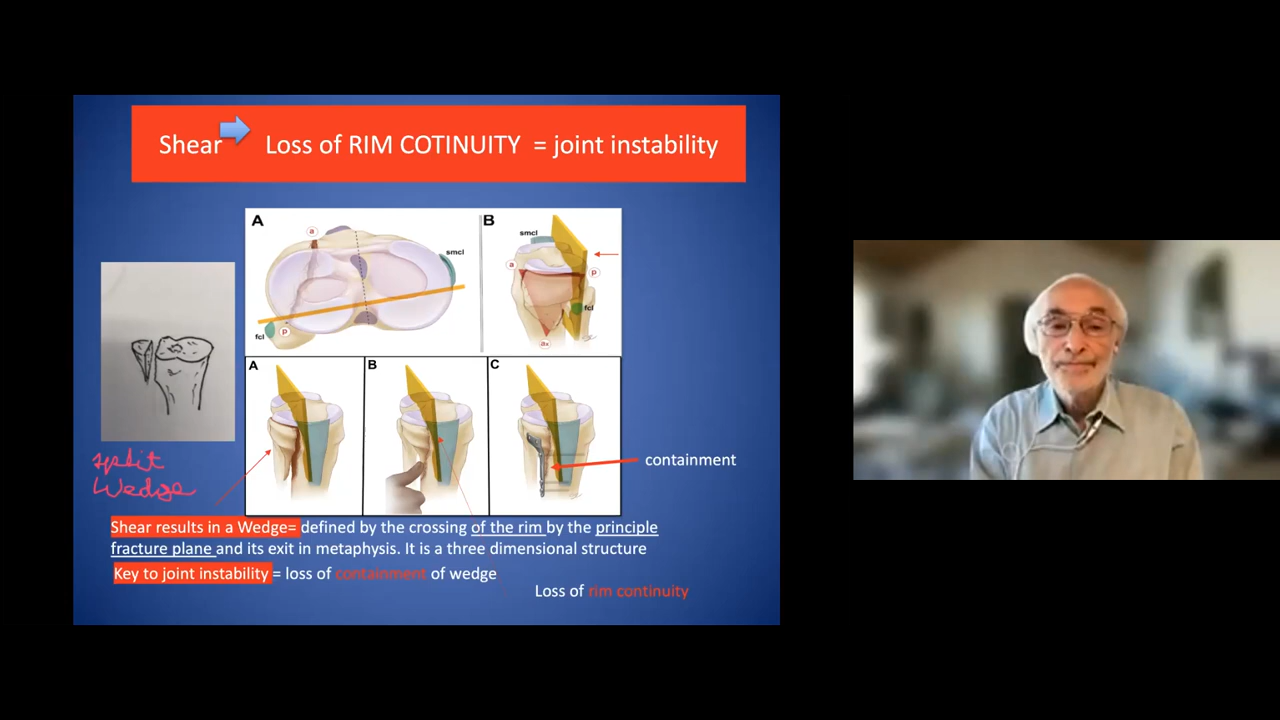 Shear Loss of RIM COTINUITY = joint instability
A
B
a
smcl
fcl
p
smcl
a
p
fcl
ax
A
B
C
containment
split
Wedge
Shear results in a Wedge= defined by the crossing of the rim by the principle
fracture plane and its exit in metaphysis. It is a three dimensional structure
Key to joint instability = loss of containment of wedge
Loss of rim continuity